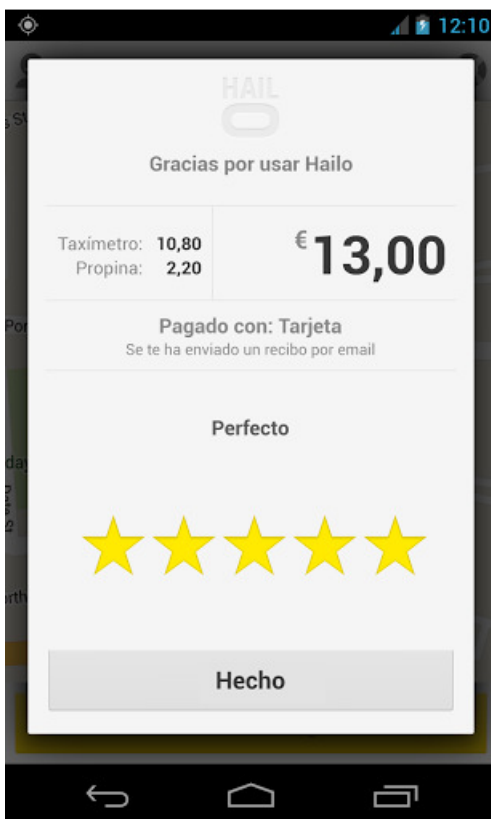 12:10
HAILO
Gracias por usar Hailo
Taxímetro: 10,80
Propina: 2,20
€ 13,00
Pagado con: Tarjeta
Se te ha enviado un recibo por email
Perfecto
Hecho